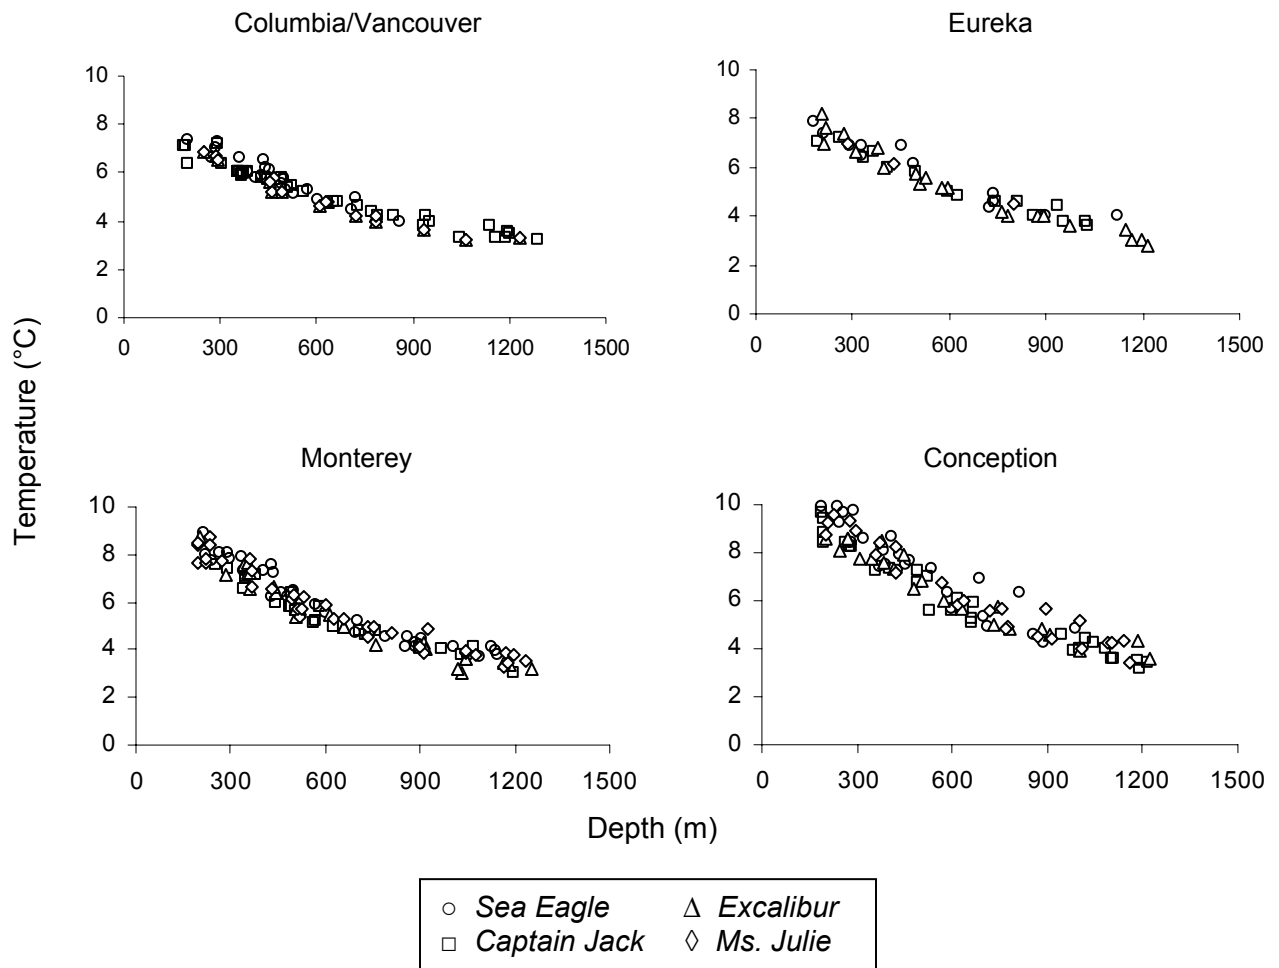 Columbia/Vancouver
Eureka
10
8
6
4
2
0
0 300 600 900 1200 1500
10
8
6
4
2
0
0 300 600 900 1200 1500
Temperature (°C)
Monterey
Conception
10
8
6
4
2
0
0 300 600 900 1200 1500
10
8
6
4
2
0
0 300 600 900 1200 1500
Depth (m)
Sea Eagle
Excalibur
Captain Jack
Ms. Julie